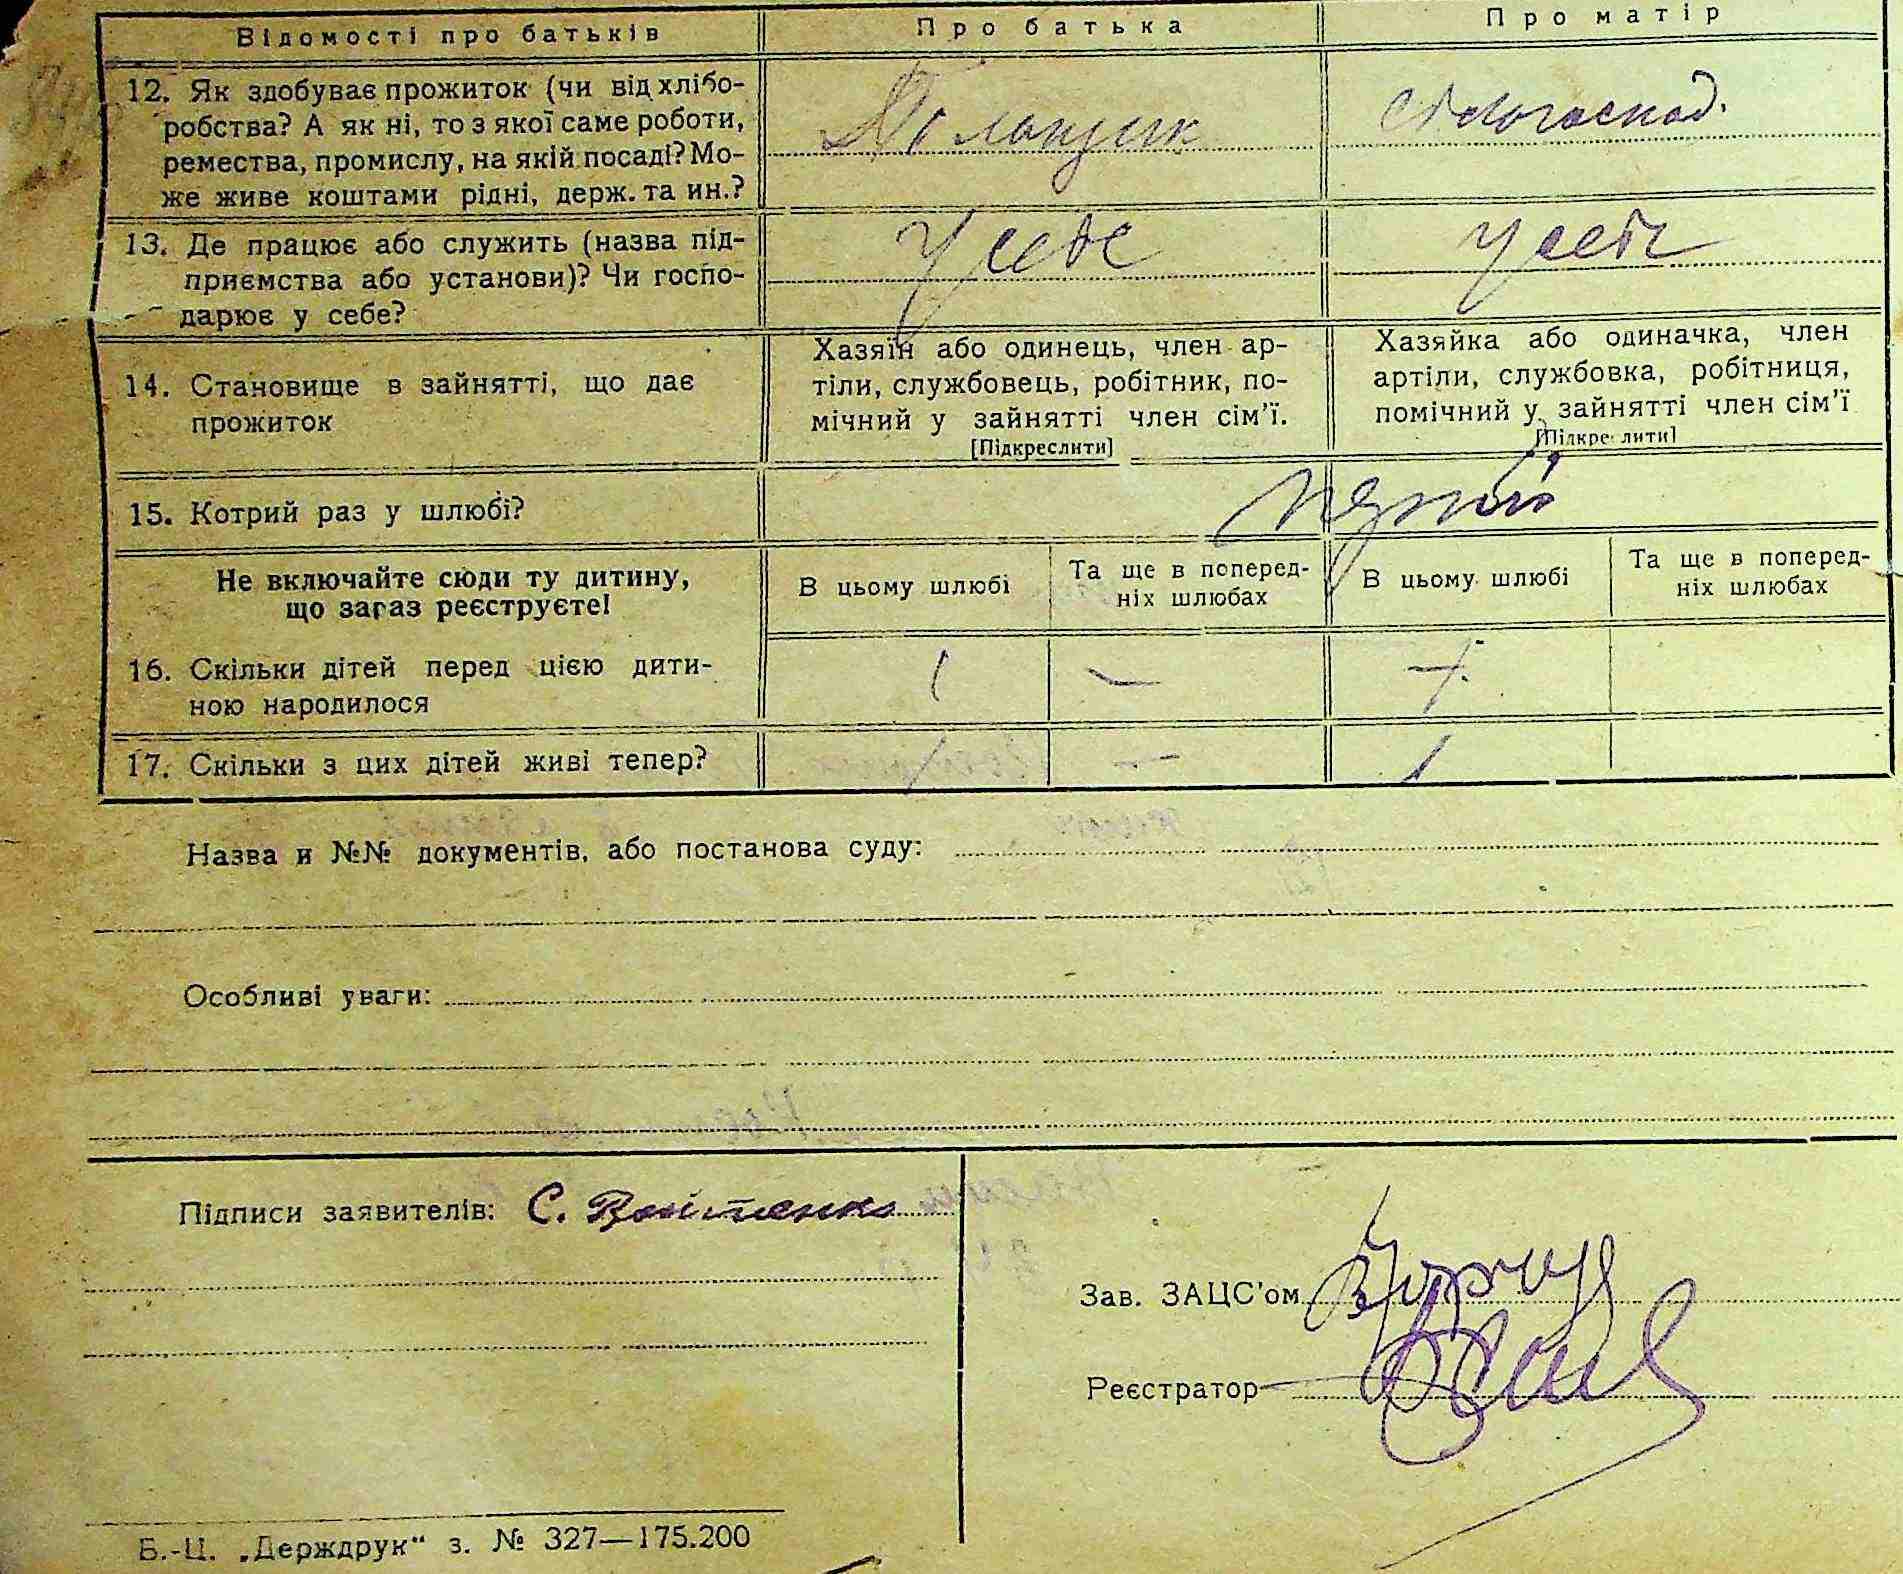 Відомості про батьків
Про батька
Про матір
12. Як здобуває прожиток (чи від хлібо-
робства? А як ні, то з якої саме роботи,
ремества, промислу, на якій посаді? Мо-
же живе коштами рідні, держ. та ин.?
13. Де працює або служить (назва під-
приємства або установи)? Чи госпо-
дарює у себе?
У себе
У себе
14. Становище в зайнятті, що дає
прожиток
Хазяїн або одинець, член ар-
тіли, службовець, робітник, по-
мічний у зайнятті член сім'ї.
[Підкреслити]
Хазяйка або одиначка, член
артіли, службовка, робітниця,
помічний у зайнятті член сім'ї
[Підкреслити]
15. Котрий раз у шлюбі?
Не включайте сюди ту дитину,
що зараз реєструєте!
В цьому шлюбі
Та ще в поперед-
ніх шлюбах
В цьому шлюбі
Та ще в поперед-
ніх шлюбах
16. Скільки дітей перед цією дити-
ною народилося
1 —
17. Скільки з цих дітей живі тепер?
1 — 1
Назва и №№ документів, або постанова суду:
Особливі уваги:
Підписи заявителів: С. Войтенко
Зав. ЗАЦС'ом
Реєстратор
Б.-Ц. „Держдрук“ з. № 327—175.200